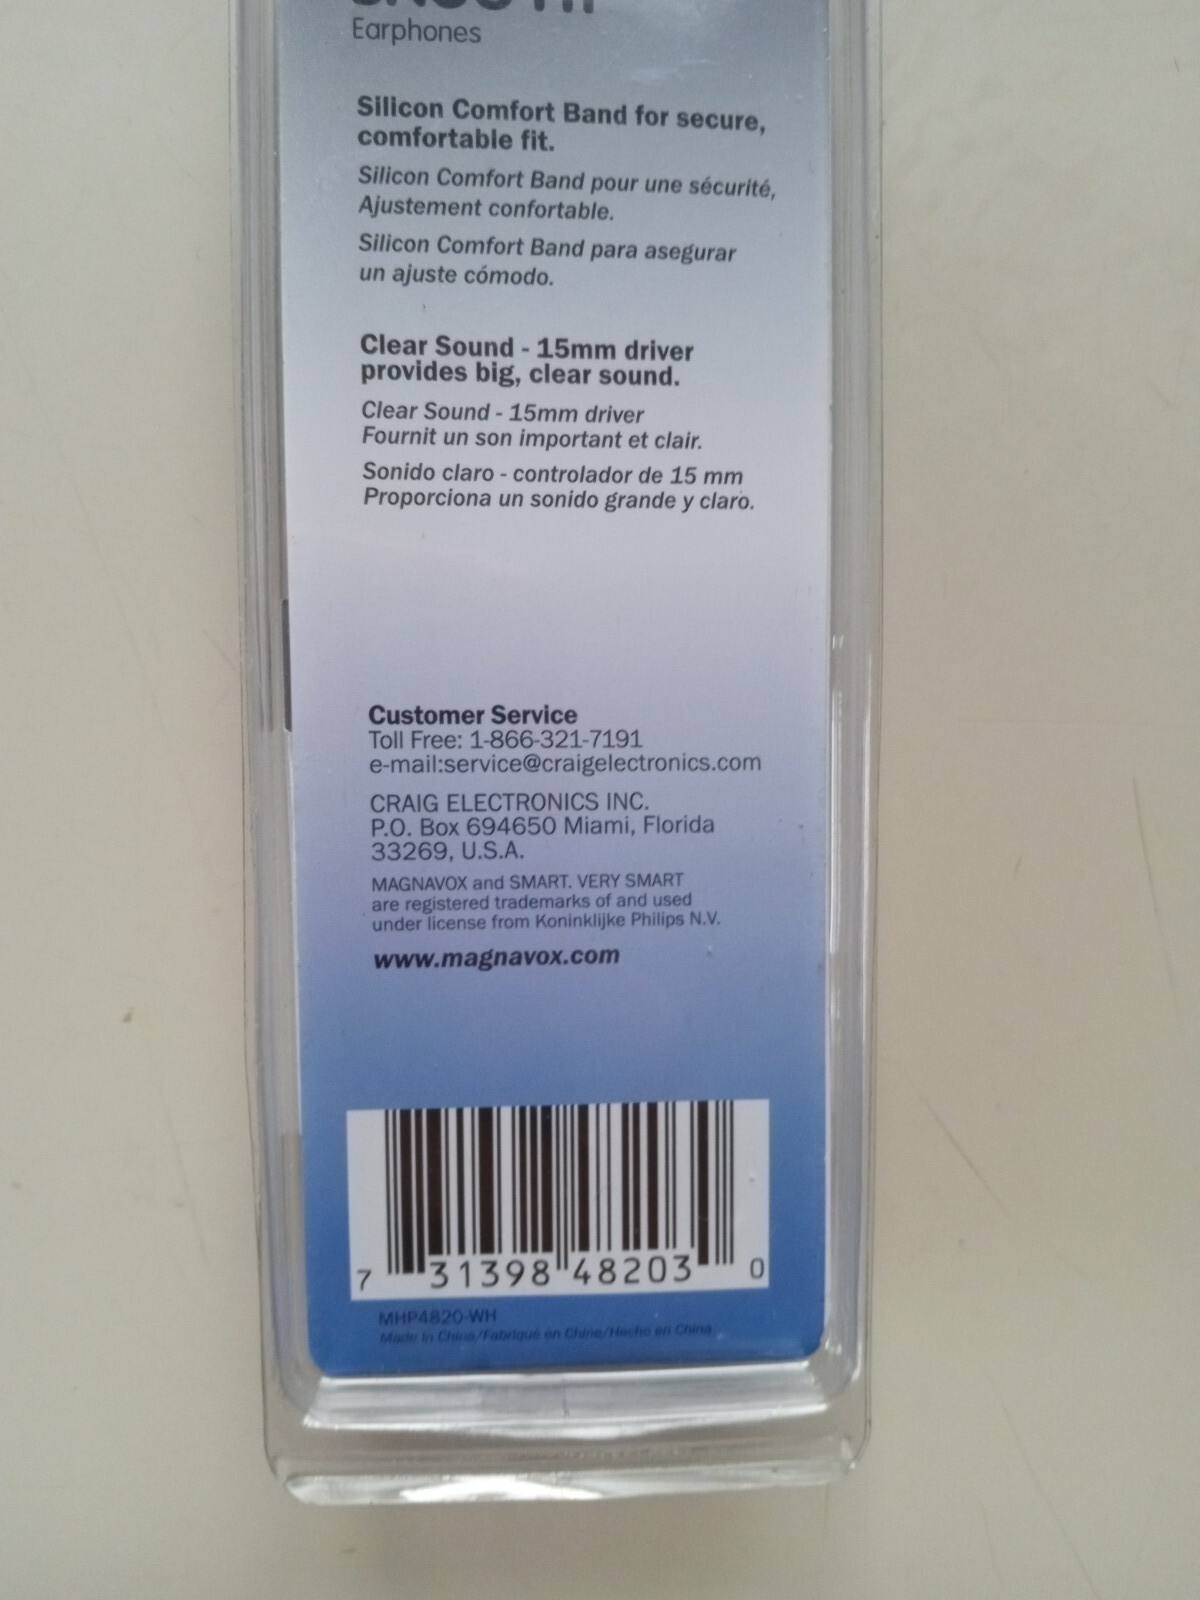 Earphones
Silicon Comfort Band for secure,
comfortable fit.
Silicon Comfort Band pour une sécurité,
Ajustement confortable.
Silicon Comfort Band para asegurar
un ajuste cómodo.
Clear Sound - 15mm driver
provides big, clear sound.
Clear Sound - 15mm driver
Fournit un son important et clair.
Sonido claro - controlador de 15 mm
Proporciona un sonido grande y claro.
Customer Service
Toll Free: 1-866-321-7191
e-mail:service@craigelectronics.com
CRAIG ELECTRONICS INC.
P.O. Box 694650 Miami, Florida
33269, U.S.A.
MAGNAVOX and SMART. VERY SMART
are registered trademarks of and used
under license from Koninklijke Philips N.V.
www.magnavox.com
7 31398 48203 0
MHP4820-WH
Made in China/Fabriqué en Chine/Hecho en China